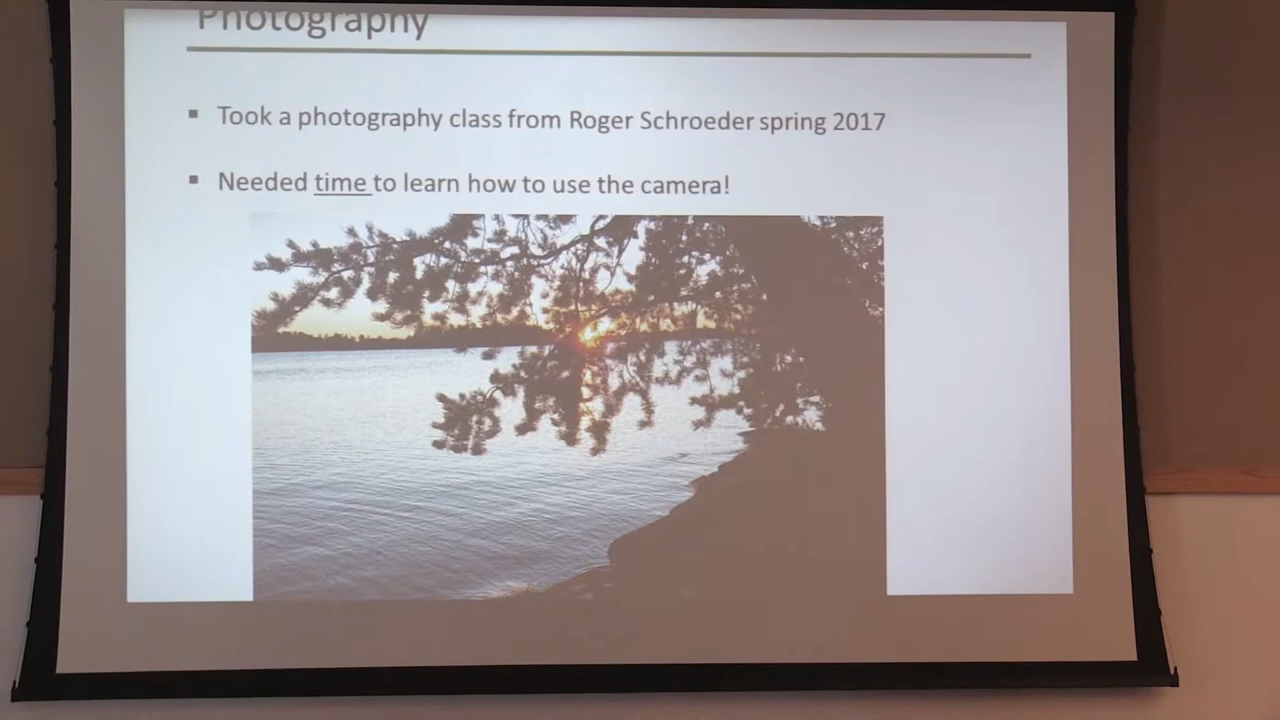 Photography
▪ Took a photography class from Roger Schroeder spring 2017
▪ Needed time to learn how to use the camera!